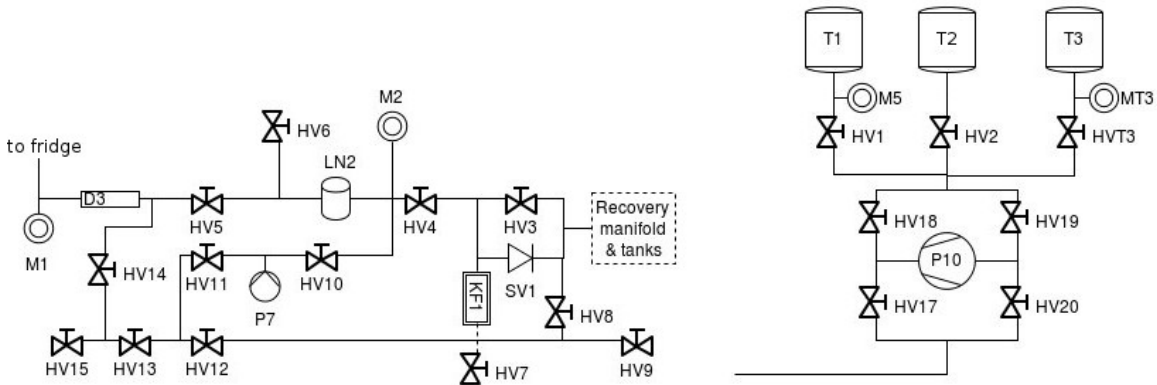 T1
T2
T3
M5
MT3
HV1
HV2
HVT3
M2
HV6
to fridge
LN2
D3
HV5
HV4
HV3
Recovery
manifold
& tanks
HV18
HV19
P10
M1
HV14
HV11
HV10
P7
KF1
SV1
HV8
HV17
HV20
HV15
HV13
HV12
HV7
HV9